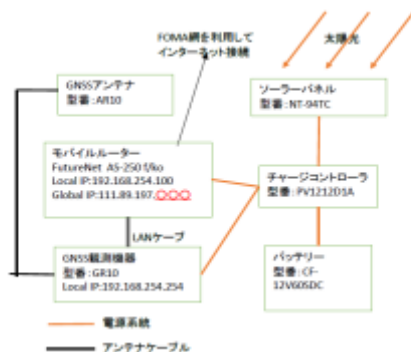 FOMA網を利用して
インターネット接続
太陽光
GNSSアンテナ
型番:AR10
ソーラーパネル
型番:NT-94TC
モバイルルーター
FutureNet AS-250 f/ko
Local IP:192.168.254.100
Global IP:111.89.197.○○○
チャージコントローラ
型番:PV1212D1A
LANケーブ
GNSS観測機器
型番:GR10
Local IP:192.168.254.254
バッテリー
型番:CF-
12V60SDC
電源系統
アンテナケーブル